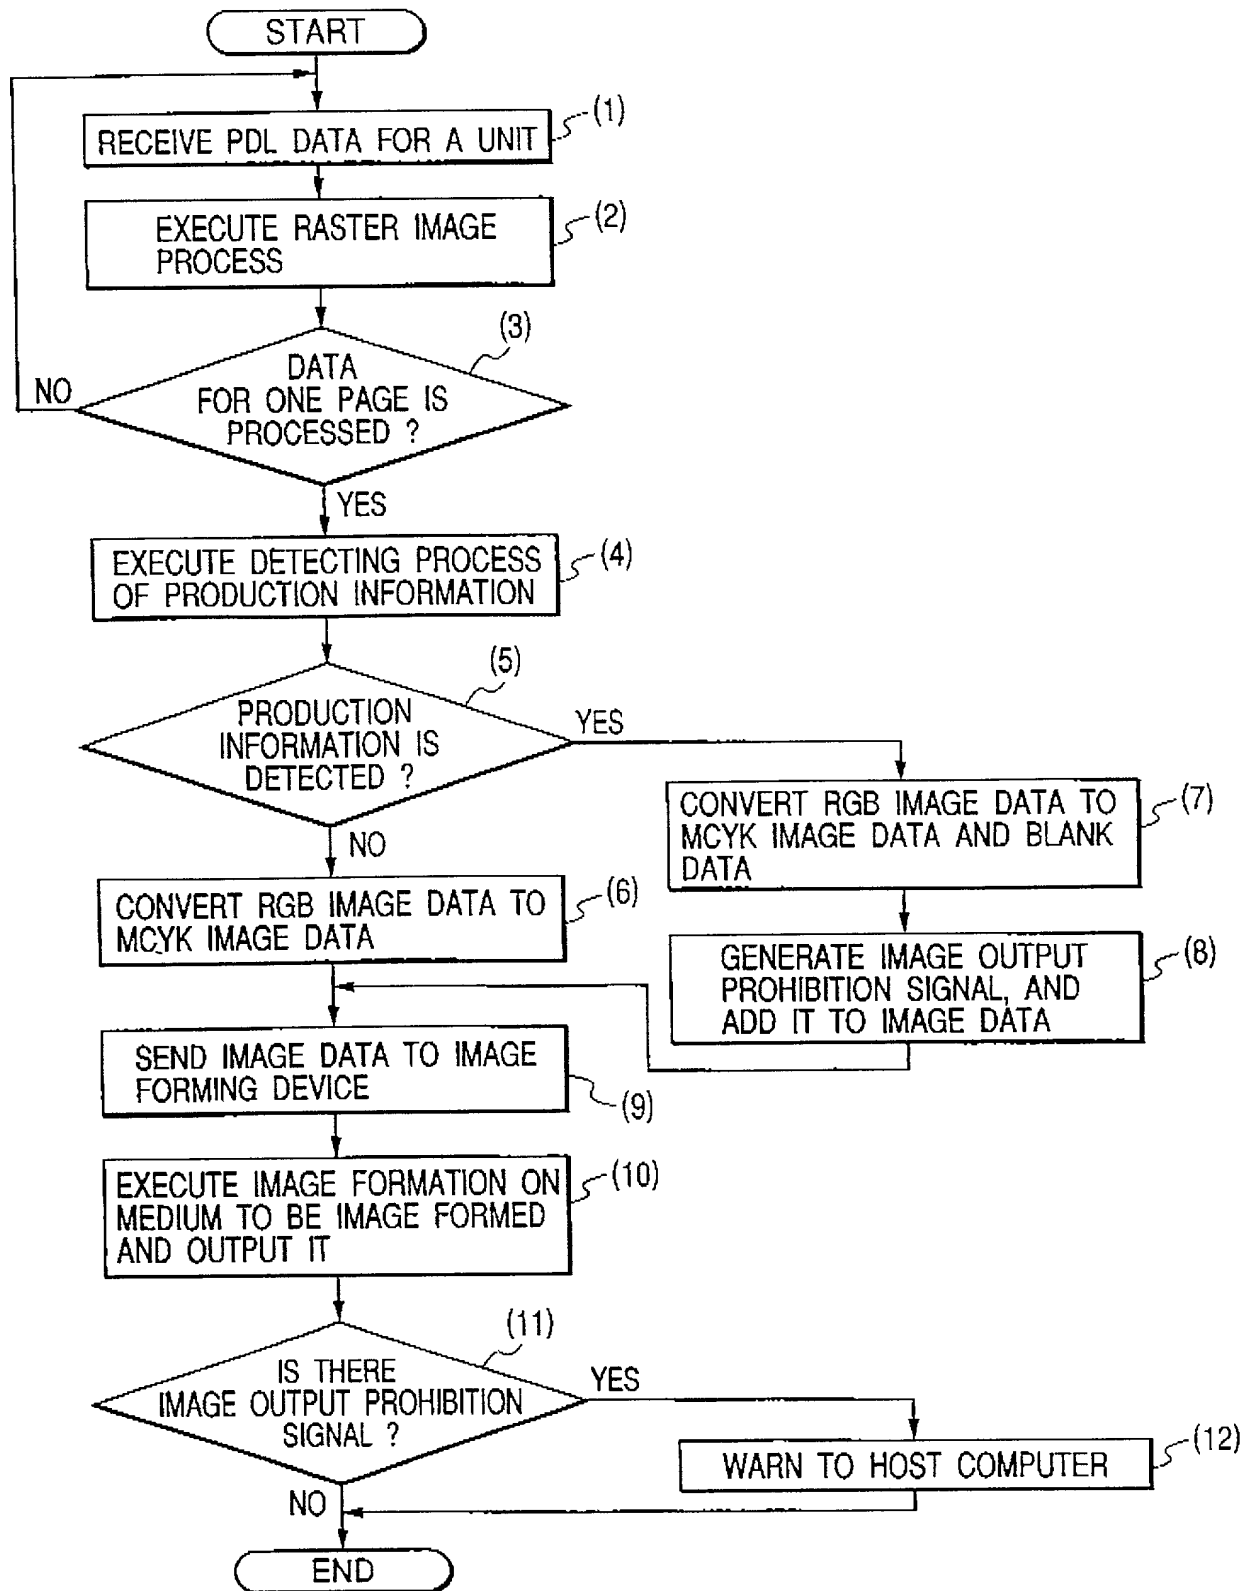 START
(1)
RECEIVE PDL DATA FOR A UNIT
(2)
EXECUTE RASTER IMAGE
PROCESS
(3)
DATA
FOR ONE PAGE IS
PROCESSED ?
NO
YES
(4)
EXECUTE DETECTING PROCESS
OF PRODUCTION INFORMATION
(5)
PRODUCTION
INFORMATION IS
DETECTED ?
YES
NO
(7)
CONVERT RGB IMAGE DATA TO
MCYK IMAGE DATA AND BLANK
DATA
(6)
CONVERT RGB IMAGE DATA TO
MCYK IMAGE DATA
(8)
GENERATE IMAGE OUTPUT
PROHIBITION SIGNAL, AND
ADD IT TO IMAGE DATA
SEND IMAGE DATA TO IMAGE
FORMING DEVICE
(9)
(10)
EXECUTE IMAGE FORMATION ON
MEDIUM TO BE IMAGE FORMED
AND OUTPUT IT
(11)
IS THERE
IMAGE OUTPUT PROHIBITION
SIGNAL ?
YES
(12)
WARN TO HOST COMPUTER
NO
END